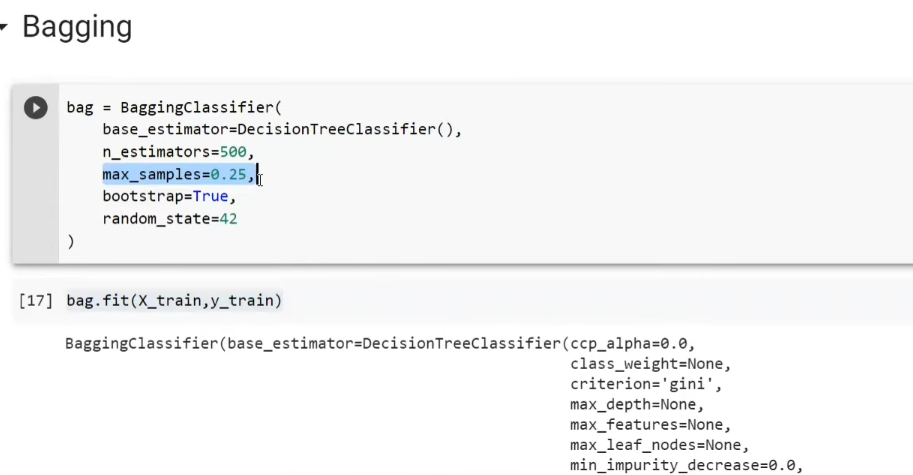 Bagging
bag = BaggingClassifier(
base_estimator=DecisionTreeClassifier(),
n_estimators=500,
max_samples=0.25,
bootstrap=True,
random_state=42
)
[17] bag.fit(X_train,y_train)
BaggingClassifier(base_estimator=DecisionTreeClassifier(ccp_alpha=0.0,
class_weight=None,
criterion='gini',
max_depth=None,
max_features=None,
max_leaf_nodes=None,
min_impurity_decrease=0.0,